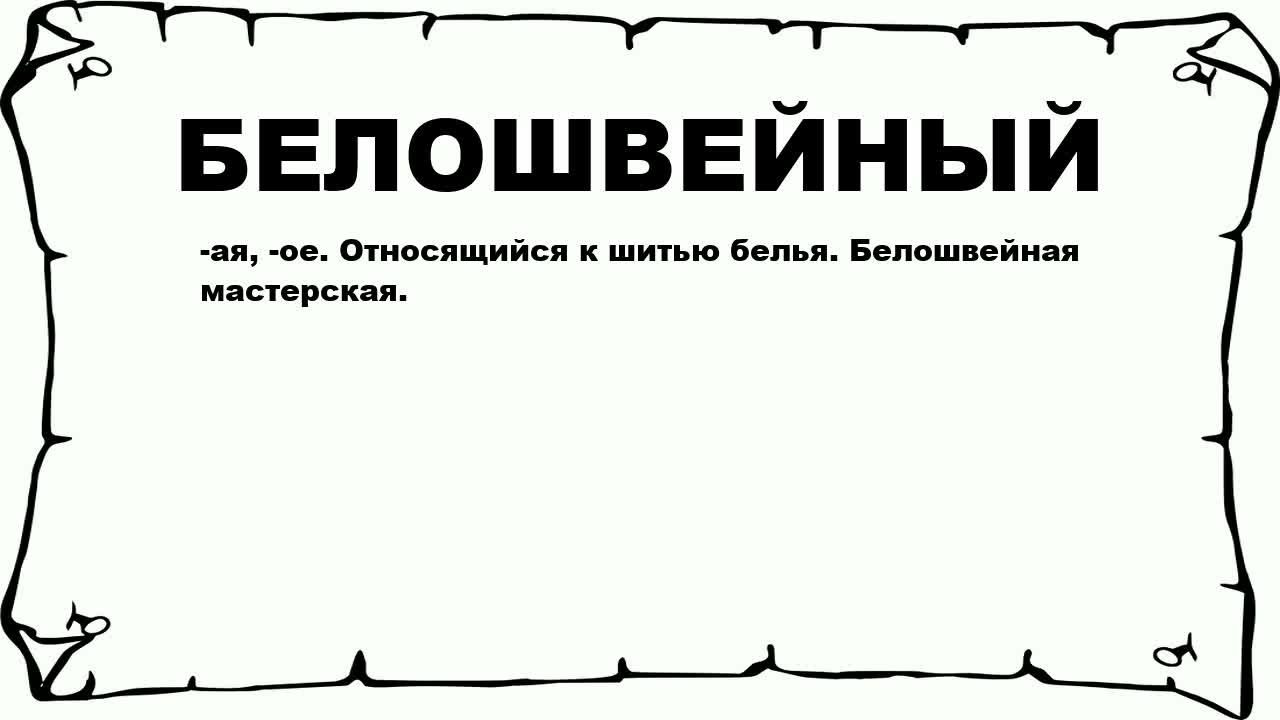 БЕЛОШВЕЙНЫЙ
-ая, -ое. Относящийся к шитью белья. Белошвейная
мастерская.